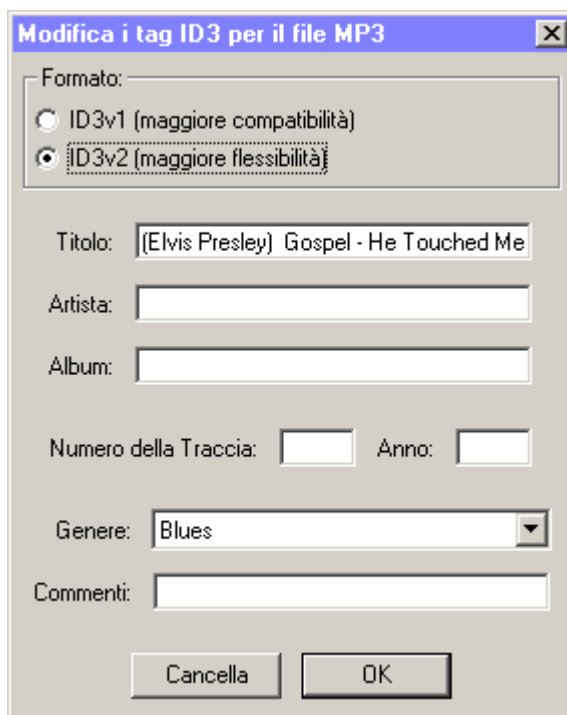 Modifica i tag ID3 per il file MP3
Formato:
ID3v1 (maggiore compatibilità)
ID3v2 (maggiore flessibilità)
Titolo: (Elvis Presley)  Gospel - He Touched Me
Artista:
Album:
Numero della Traccia: Anno:
Genere: Blues
Commenti:
Cancella OK